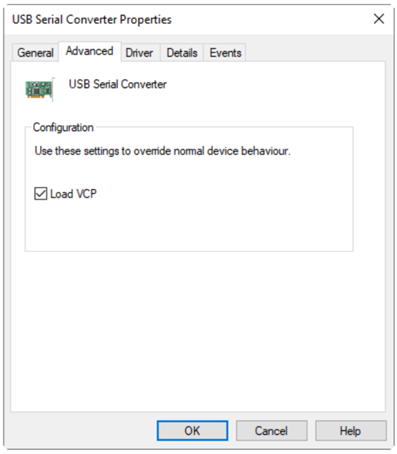 USB Serial Converter Properties
General Advanced Driver Details Events
USB Serial Converter
Configuration
Use these settings to override normal device behaviour.
Load VCP
OK Cancel Help